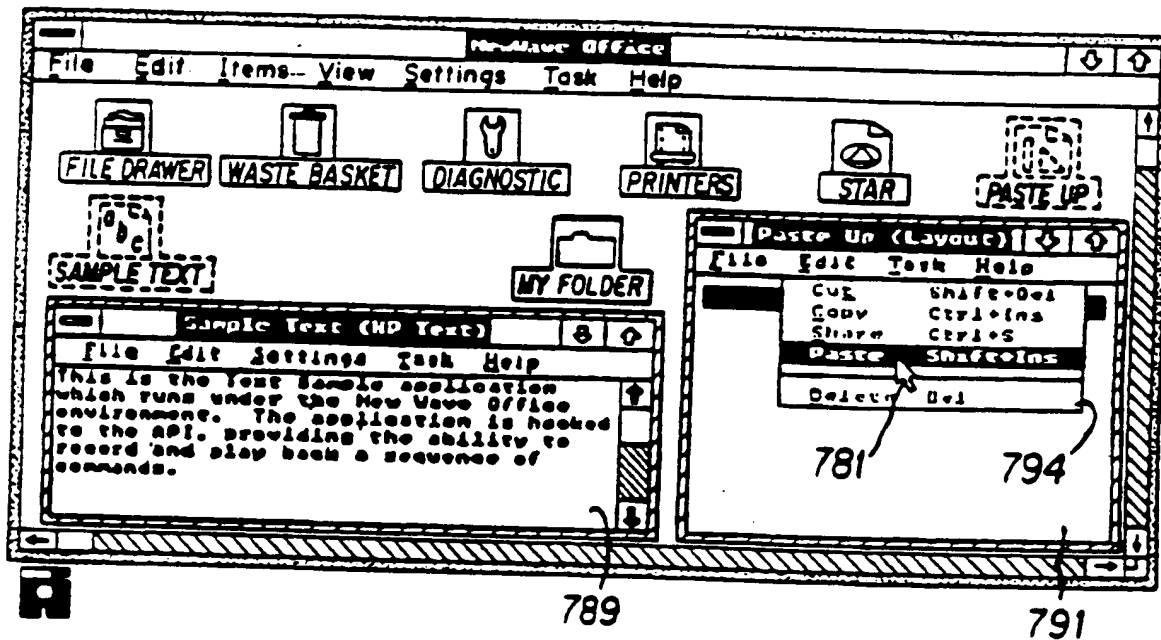 NewWave Office
File Edit Items View Settings Task Help
FILE DRAWER WASTE BASKET DIAGNOSTIC PRINTERS STAR PASTE UP
SAMPLE TEXT MY FOLDER
Paste Up (Layout)
File Edit Task Help
Cut Shift+Del
Copy Ctrl+Ins
Share Ctrl+S
Paste Shift+Ins
Delete Del
Sample Text (HP Text)
File Edit Settings Task Help
This is the Text Sample application
which runs under the New Wave Office
environment. The application is hooked
to the API, providing the ability to
record and play back a sequence of
commands.
781 794
789 791